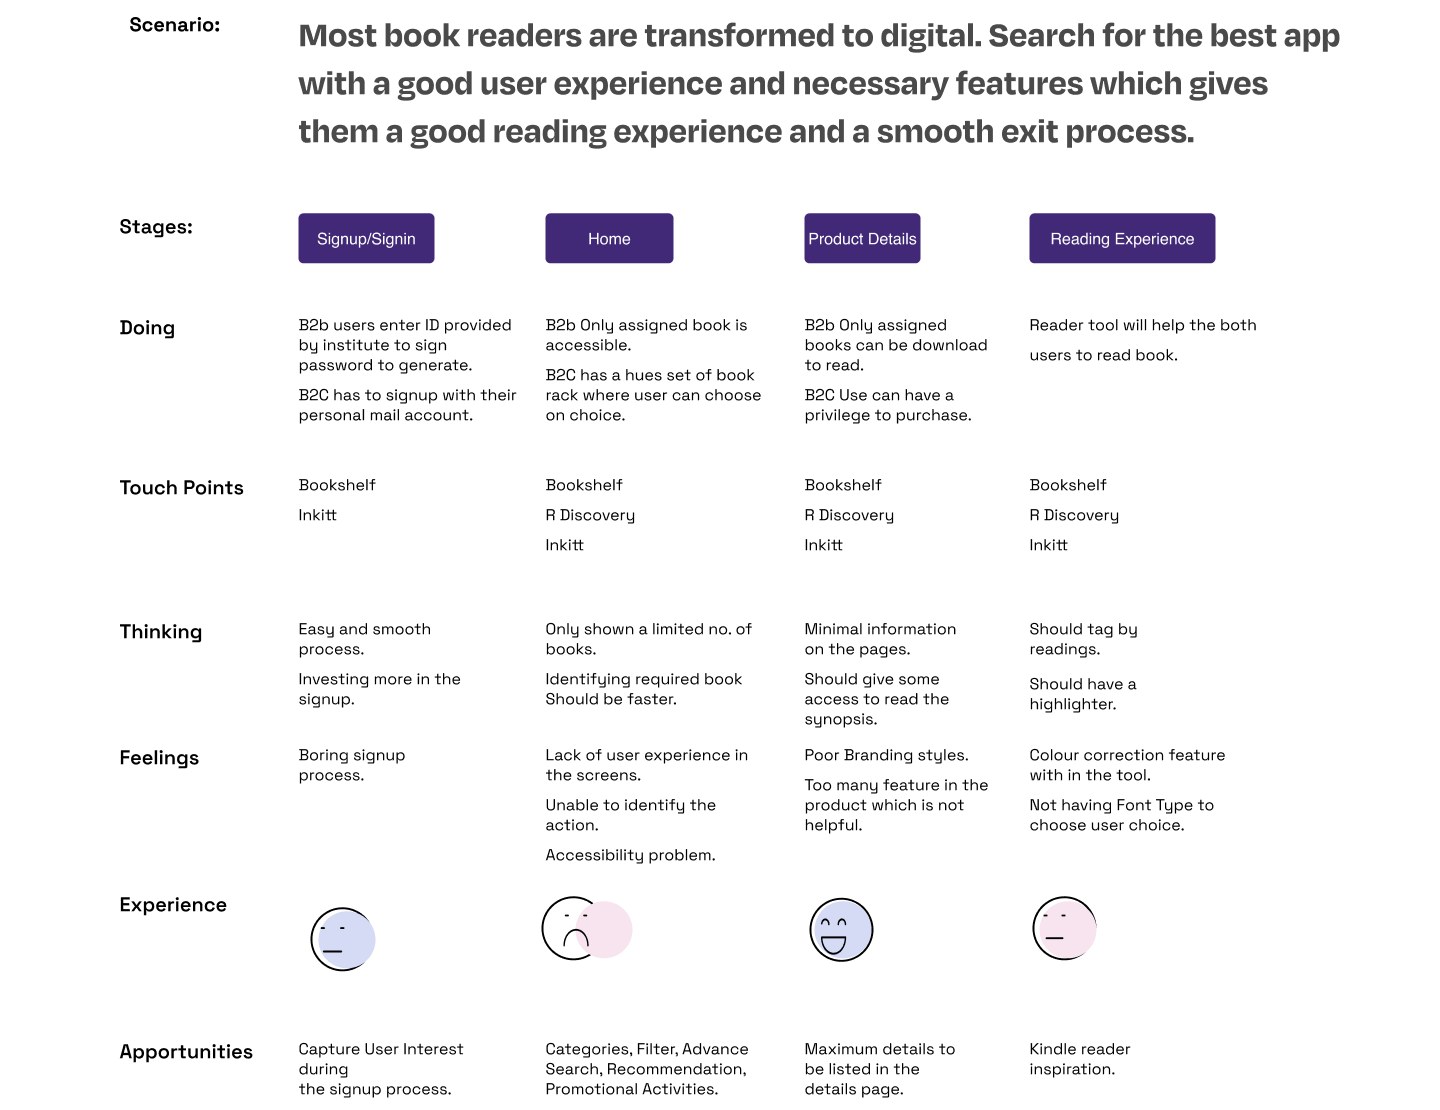 Scenario:
Most book readers are transformed to digital. Search for the best app
with a good user experience and necessary features which gives
them a good reading experience and a smooth exit process.
Stages:
Signup/Signin
Home
Product Details
Reading Experience
Doing
B2b users enter ID provided
by institute to sign
password to generate.
B2C has to signup with their
personal mail account.
B2b Only assigned book is
accessible.
B2C has a hues set of book
rack where user can choose
on choice.
B2b Only assigned
books can be download
to read.
B2C Use can have a
privilege to purchase.
Reader tool will help the both
users to read book.
Touch Points
Bookshelf
Inkitt
Bookshelf
R Discovery
Inkitt
Bookshelf
R Discovery
Inkitt
Bookshelf
R Discovery
Inkitt
Thinking
Easy and smooth
process.
Investing more in the
signup.
Only shown a limited no. of
books.
Identifying required book
Should be faster.
Minimal information
on the pages.
Should give some
access to read the
synopsis.
Should tag by
readings.
Should have a
highlighter.
Feelings
Boring signup
process.
Lack of user experience in
the screens.
Unable to identify the
action.
Accessibility problem.
Poor Branding styles.
Too many feature in the
product which is not
helpful.
Colour correction feature
with in the tool.
Not having Font Type to
choose user choice.
Experience
Apportunities
Capture User Interest
during
the signup process.
Categories, Filter, Advance
Search, Recommendation,
Promotional Activities.
Maximum details to
be listed in the
details page.
Kindle reader
inspiration.